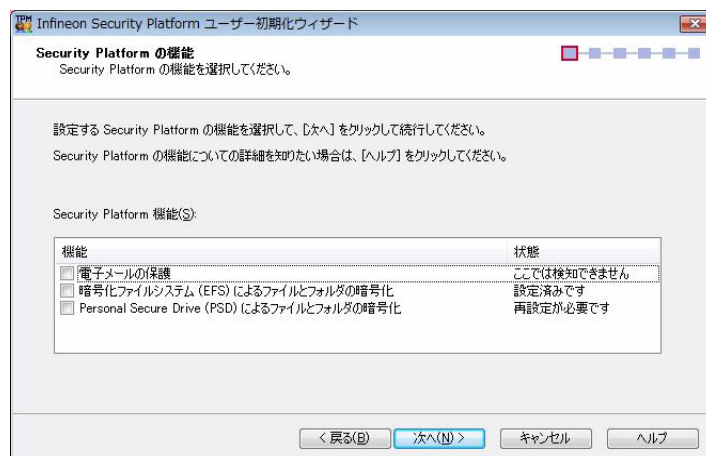 TPM Infineon Security Platform ユーザー初期化ウィザード
Security Platform の機能
Security Platform の機能を選択してください。
設定する Security Platform の機能を選択して、[次へ] をクリックして続行してください。
Security Platform の機能についての詳細を知りたい場合は、[ヘルプ] をクリックしてください。
Security Platform 機能(S):
機能 状態
電子メールの保護 ここでは検知できません
暗号化ファイルシステム (EFS) によるファイルとフォルダの暗号化 設定済みです
Personal Secure Drive (PSD) によるファイルとフォルダの暗号化 再設定が必要です
< 戻る(B) 次へ(N) > キャンセル ヘルプ